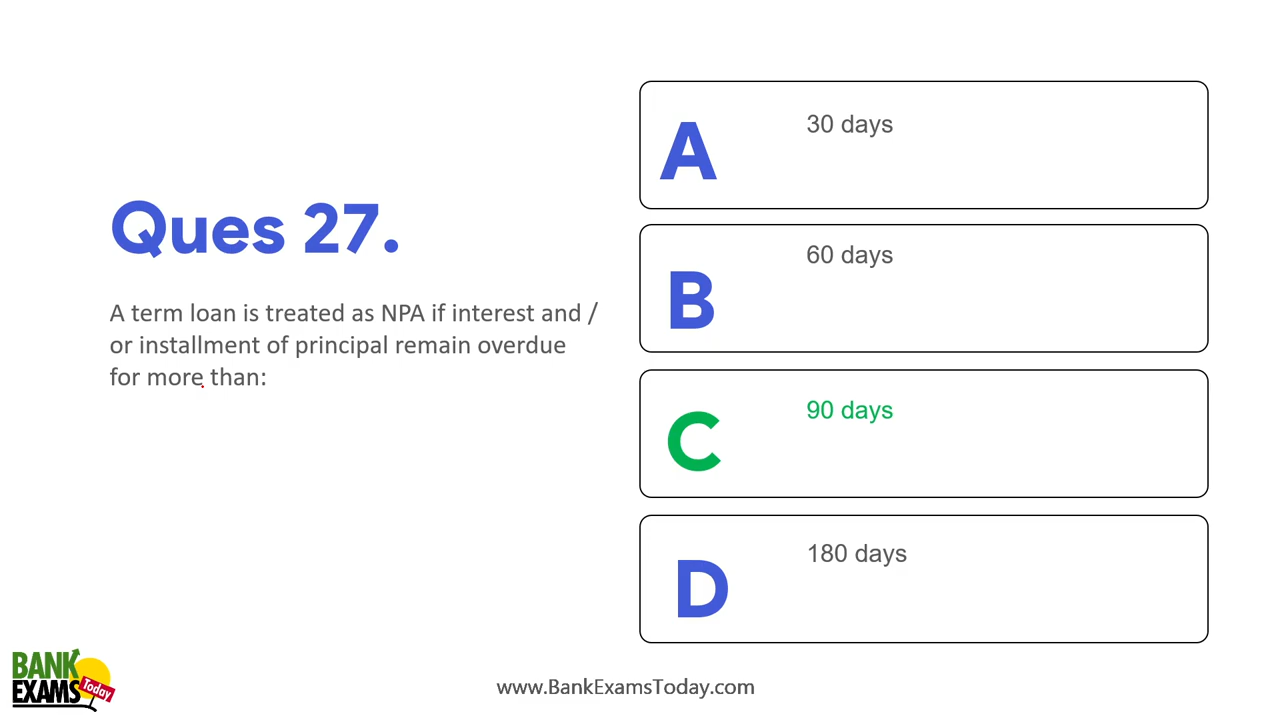 Ques 27.
A term loan is treated as NPA if interest and /
or installment of principal remain overdue
for more than:
A
30 days
B
60 days
C
90 days
D
180 days
BANK
EXAMS
Today
www.BankExamsToday.com